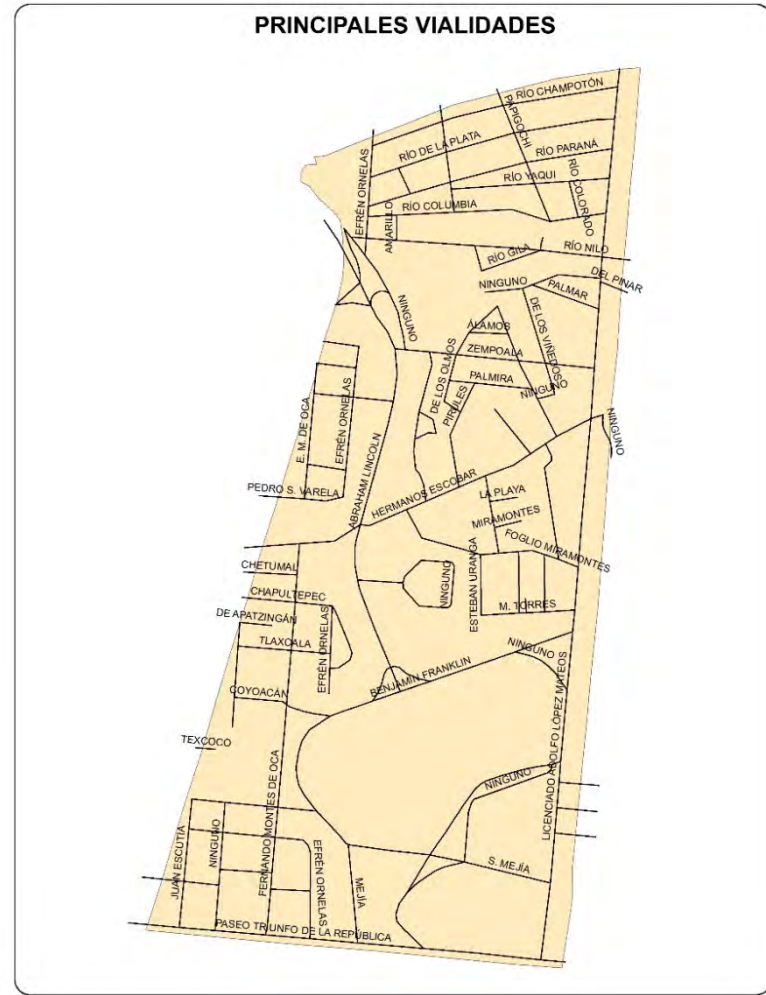 PRINCIPALES VIALIDADES
RÍO CHAMPOTÓN
PAPIGOCHI
RÍO DE LA PLATA
RÍO PARANÁ
RÍO YAQUI
RÍO COLORADO
EFRÉN ORNELAS
AMARILLO
RÍO COLUMBIA
RÍO GILA
RÍO NILO
DEL PINAR
NINGUNO
PALMAR
NINGUNO
ÁLAMOS
DE LOS VIÑEDOS
ZEMPOALA
DE LOS OLMOS
PALMIRA
NINGUNO
PIRULES
E. M. DE OCA
EFRÉN ORNELAS
NINGUNO
ABRAHAM LINCOLN
PEDRO S. VARELA
HERMANOS ESCOBAR
LA PLAYA
MIRAMONTES
FOGLIO MIRAMONTES
CHETUMAL
ESTEBAN URANGA
NINGUNO
CHAPULTEPEC
M. TORRES
DE APATZINGÁN
TLAXCALA
EFRÉN ORNELAS
NINGUNO
BENJAMIN FRANKLIN
COYOACÁN
LICENCIADO ADOLFO LÓPEZ MATEOS
TEXCOCO
NINGUNO
FERNANDO MONTES DE OCA
JUAN ESCUTIA
NINGUNO
EFRÉN ORNELAS
MEJÍA
S. MEJÍA
PASEO TRIUNFO DE LA REPÚBLICA